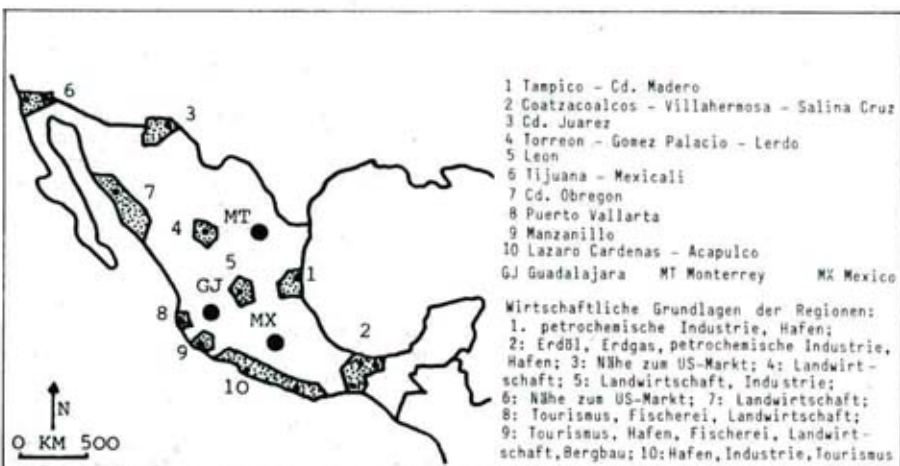 6
3
7
4
MT
5
1
GJ
8
MX
2
9
10
N
0 KM 500
1 Tampico - Cd. Madero
2 Coatzacoalcos - Villahermosa - Salina Cruz
3 Cd. Juarez
4 Torreon - Gomez Palacio - Lerdo
5 Leon
6 Tijuana - Mexicali
7 Cd. Obregon
8 Puerto Vallarta
9 Manzanillo
10 Lazaro Cardenas - Acapulco
GJ Guadalajara MT Monterrey MX Mexico
Wirtschaftliche Grundlagen der Regionen:
1. petrochemische Industrie, Hafen;
2: Erdöl, Erdgas, petrochemische Industrie,
Hafen; 3: Nähe zum US-Markt; 4: Landwirt-
schaft; 5: Landwirtschaft, Industrie;
6: Nähe zum US-Markt; 7: Landwirtschaft;
8: Tourismus, Fischerei, Landwirtschaft;
9: Tourismus, Hafen, Fischerei, Landwirt-
schaft, Bergbau; 10: Hafen, Industrie, Tourismus